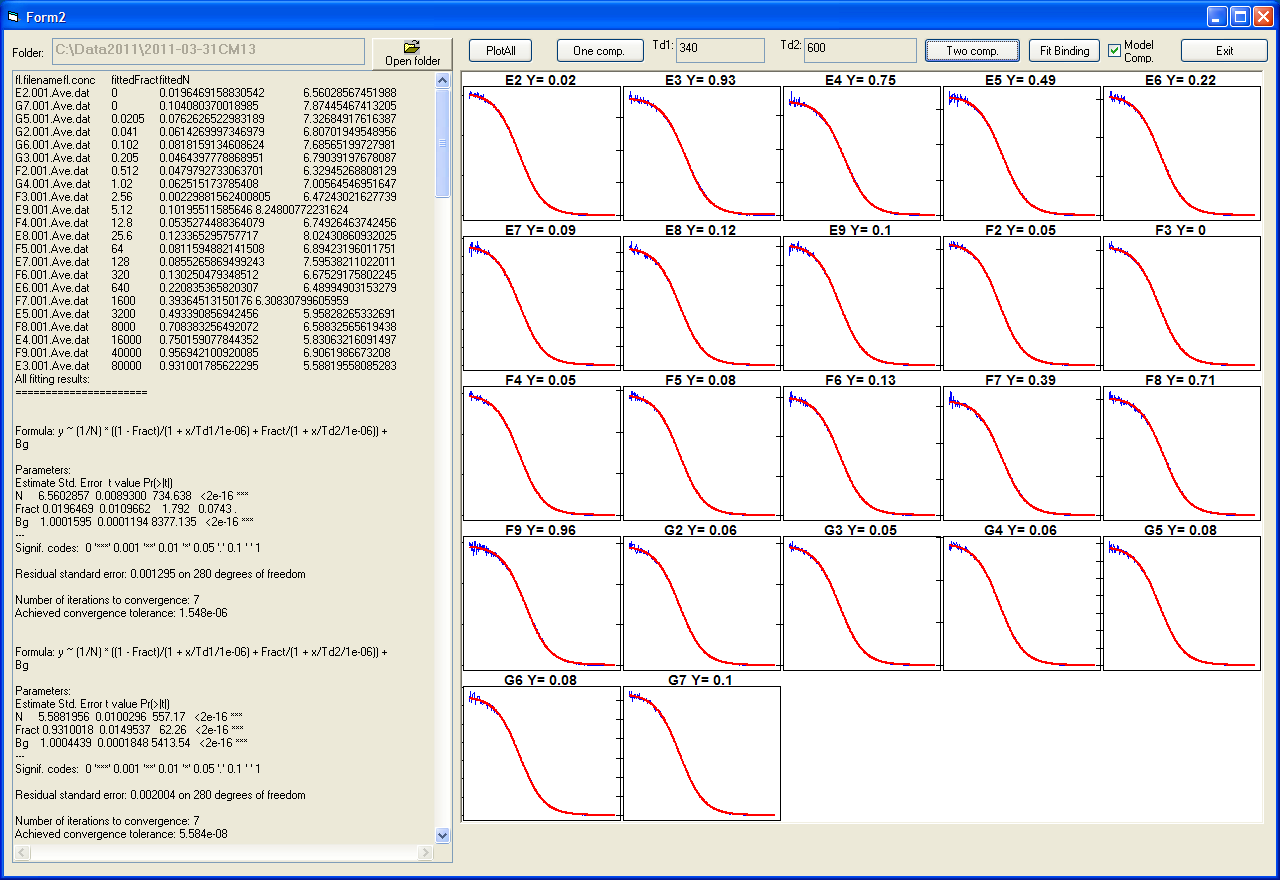 Form2
Folder: C:\Data2011\2011-03-31CM13 Open folder PlotAll One comp. Td1: 340 Td2: 600 Two comp. Fit Binding Model Comp. Exit
fl.filenamefl.conc fittedFractfittedN
E2.001.Ave.dat 0 0.0196469158830542 6.56028567451988
G7.001.Ave.dat 0 0.104080370018985 7.87445467413205
G5.001.Ave.dat 0.0205 0.0762626522983189 7.32684917616387
G2.001.Ave.dat 0.041 0.0614269997346979 6.80701949548956
G6.001.Ave.dat 0.102 0.0818159134608624 7.68565199727981
G3.001.Ave.dat 0.205 0.0464397778868951 6.79039197678087
F2.001.Ave.dat 0.512 0.0479792733063701 6.32945268808129
G4.001.Ave.dat 1.02 0.062515173785408 7.00564546951647
F3.001.Ave.dat 2.56 0.00229881562400805 6.47243021627739
E9.001.Ave.dat 5.12 0.10195511585646 8.24800772231624
F4.001.Ave.dat 12.8 0.0535274488364079 6.74926463742456
E8.001.Ave.dat 25.6 0.123365295757717 8.02430860932025
F5.001.Ave.dat 64 0.0811594882141508 6.89423196011751
E7.001.Ave.dat 128 0.0855265869499243 7.59538211022011
F6.001.Ave.dat 320 0.130250479348512 6.67529175802245
E6.001.Ave.dat 640 0.220835365820307 6.48994903153279
F7.001.Ave.dat 1600 0.39364513150176 6.30830799605959
E5.001.Ave.dat 3200 0.493390856942456 5.95828265332691
F8.001.Ave.dat 8000 0.708383256492072 6.58832565619438
E4.001.Ave.dat 16000 0.750159077844352 5.83063216091497
F9.001.Ave.dat 40000 0.956942100920085 6.9061986673208
E3.001.Ave.dat 80000 0.931001785622295 5.58819558085283
All fitting results:
======================
Formula: y ~ (1/N) * ((1 - Fract)/(1 + x/Td1/1e-06) + Fract/(1 + x/Td2/1e-06)) +
Bg
Parameters:
Estimate Std. Error t value Pr(>|t|)
N 6.5602857 0.0089300 734.638 <2e-16 ***
Fract 0.0196469 0.0109662 1.792 0.0743 .
Bg 1.0001595 0.0001194 8377.135 <2e-16 ***
---
Signif. codes: 0 '***' 0.001 '**' 0.01 '*' 0.05 '.' 0.1 ' ' 1
Residual standard error: 0.001295 on 280 degrees of freedom
Number of iterations to convergence: 7
Achieved convergence tolerance: 1.548e-06
Formula: y ~ (1/N) * ((1 - Fract)/(1 + x/Td1/1e-06) + Fract/(1 + x/Td2/1e-06)) +
Bg
Parameters:
Estimate Std. Error t value Pr(>|t|)
N 5.5881956 0.0100296 557.17 <2e-16 ***
Fract 0.9310018 0.0149537 62.26 <2e-16 ***
Bg 1.0004439 0.0001848 5413.54 <2e-16 ***
---
Signif. codes: 0 '***' 0.001 '**' 0.01 '*' 0.05 '.' 0.1 ' ' 1
Residual standard error: 0.002004 on 280 degrees of freedom
Number of iterations to convergence: 7
Achieved convergence tolerance: 5.584e-08
E2 Y= 0.02 E3 Y= 0.93 E4 Y= 0.75 E5 Y= 0.49 E6 Y= 0.22
E7 Y= 0.09 E8 Y= 0.12 E9 Y= 0.1 F2 Y= 0.05 F3 Y= 0
F4 Y= 0.05 F5 Y= 0.08 F6 Y= 0.13 F7 Y= 0.39 F8 Y= 0.71
F9 Y= 0.96 G2 Y= 0.06 G3 Y= 0.05 G4 Y= 0.06 G5 Y= 0.08
G6 Y= 0.08 G7 Y= 0.1